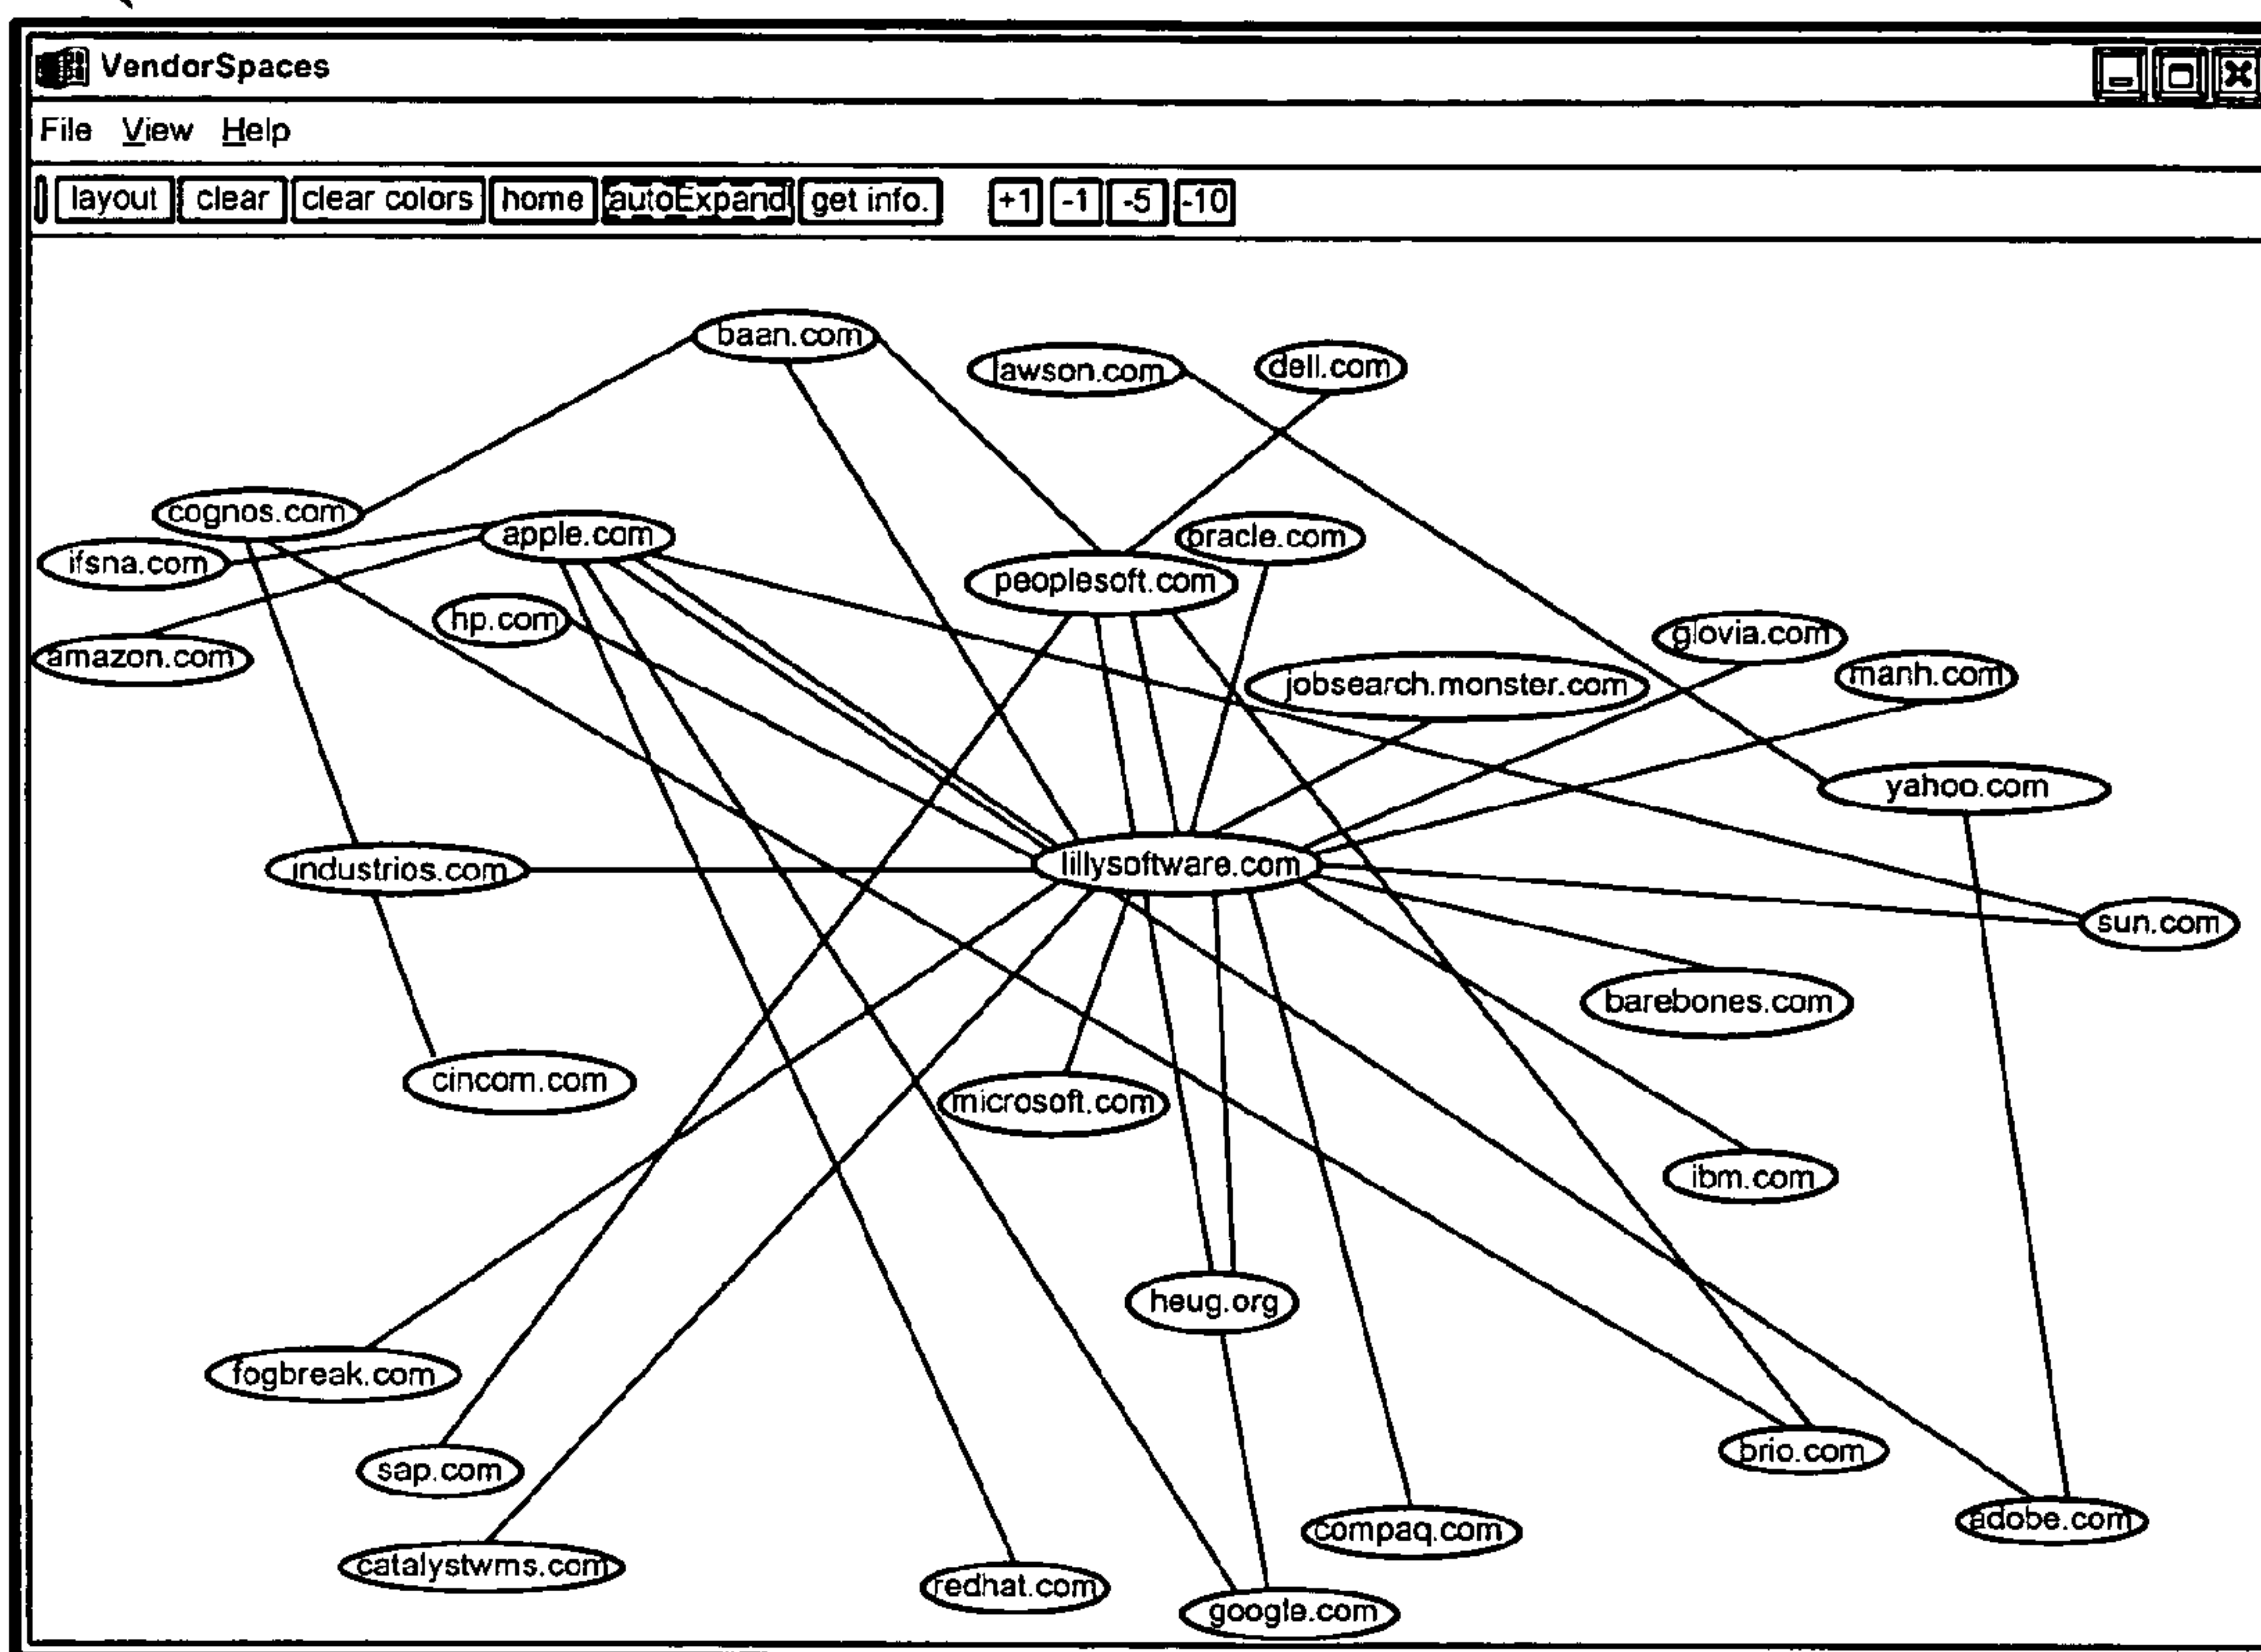 VendorSpaces
File View Help
layout clear clear colors home autoExpand get info. +1 -1 -5 -10
baan.com
lawson.com
dell.com
cognos.com
apple.com
oracle.com
ifsna.com
peoplesoft.com
hp.com
glovia.com
amazon.com
manh.com
jobsearch.monster.com
yahoo.com
industrios.com
lillysoftware.com
sun.com
barebones.com
cincom.com
microsoft.com
ibm.com
heug.org
fogbreak.com
brio.com
sap.com
adobe.com
compaq.com
catalystwms.com
redhat.com
google.com